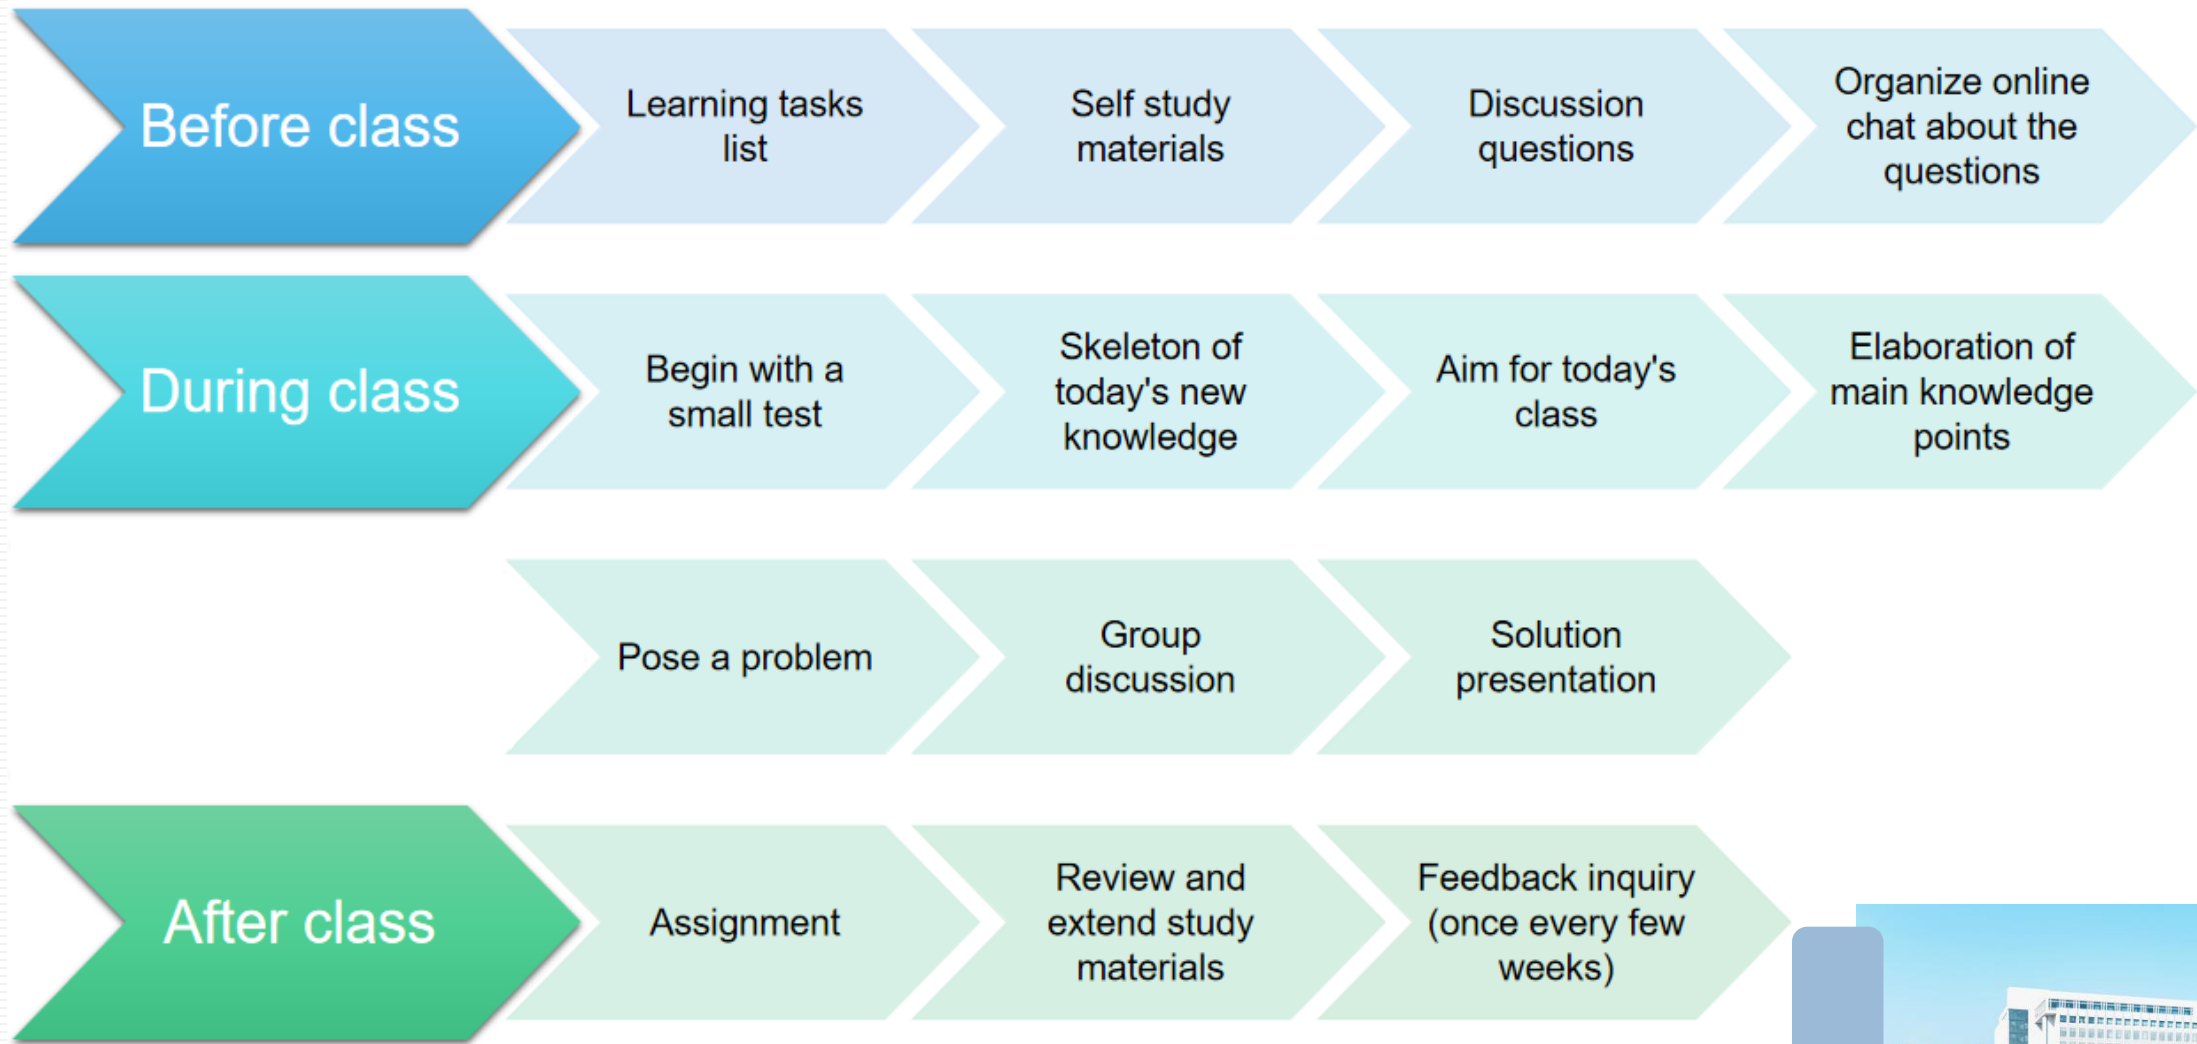 Before class
Learning tasks
list
Self study
materials
Discussion
questions
Organize online
chat about the
questions
During class
Begin with a
small test
Skeleton of
today's new
knowledge
Aim for today's
class
Elaboration of
main knowledge
points
Pose a problem
Group
discussion
Solution
presentation
After class
Assignment
Review and
extend study
materials
Feedback inquiry
(once every few
weeks)